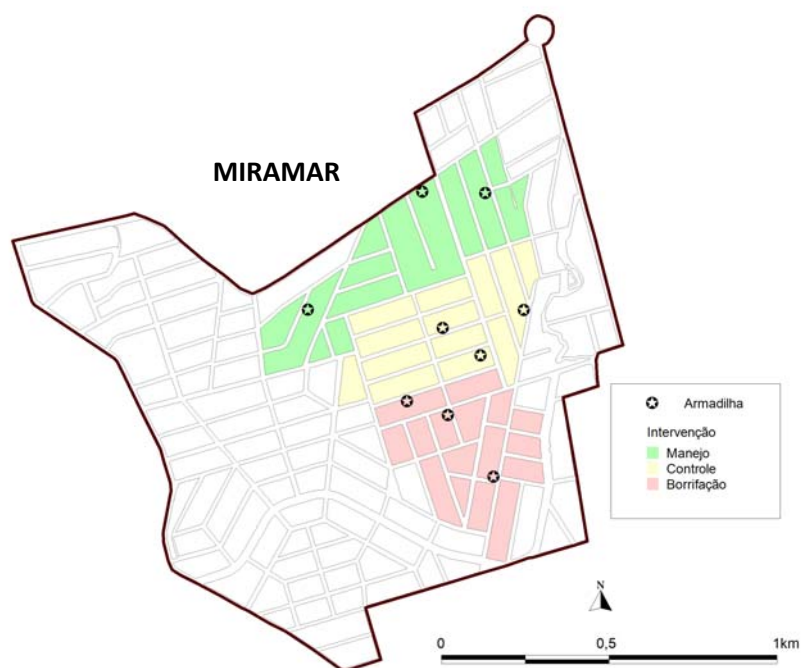 MIRAMAR
Armadilha
Intervenção
Manejo
Controle
Borrifação
N
0 0,5 1km